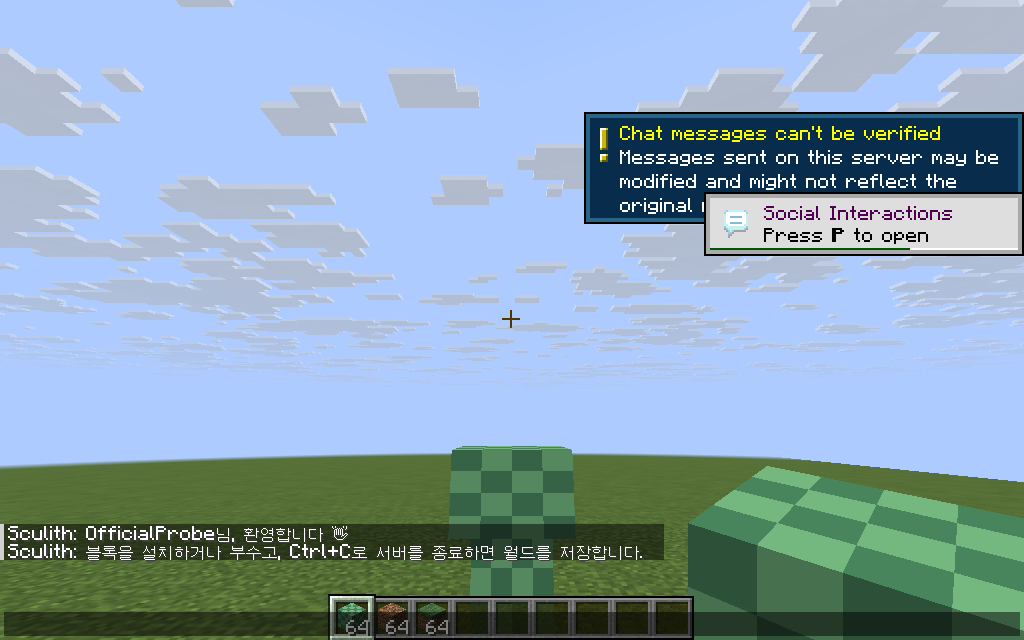 Chat messages can't be verified
Messages sent on this server may be
modified and might not reflect the
original
Social Interactions
Press P to open
Sculith: OfficialProbe님, 환영합니다 👋
Sculith: 블록을 설치하거나 부수고, Ctrl+C로 서버를 종료하면 월드를 저장합니다.
64 64 64